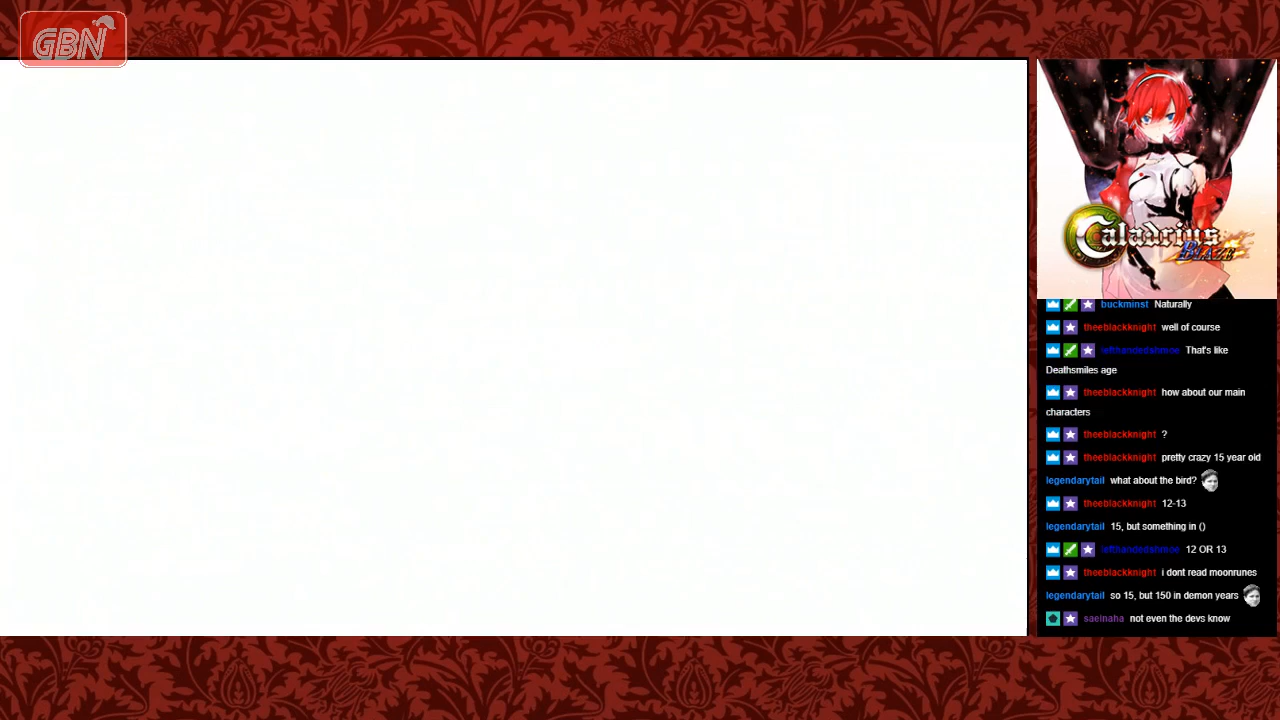 GBN
Caladrius
BLAZE
buckminst Naturally
theeblackknight well of course
lefthandedshmoe That's like
Deathsmiles age
theeblackknight how about our main
characters
theeblackknight ?
theeblackknight pretty crazy 15 year old
legendarytail what about the bird?
theeblackknight 12-13
legendarytail 15, but something in ()
lefthandedshmoe 12 OR 13
theeblackknight i dont read moonrunes
legendarytail so 15, but 150 in demon years
saeinaha not even the devs know